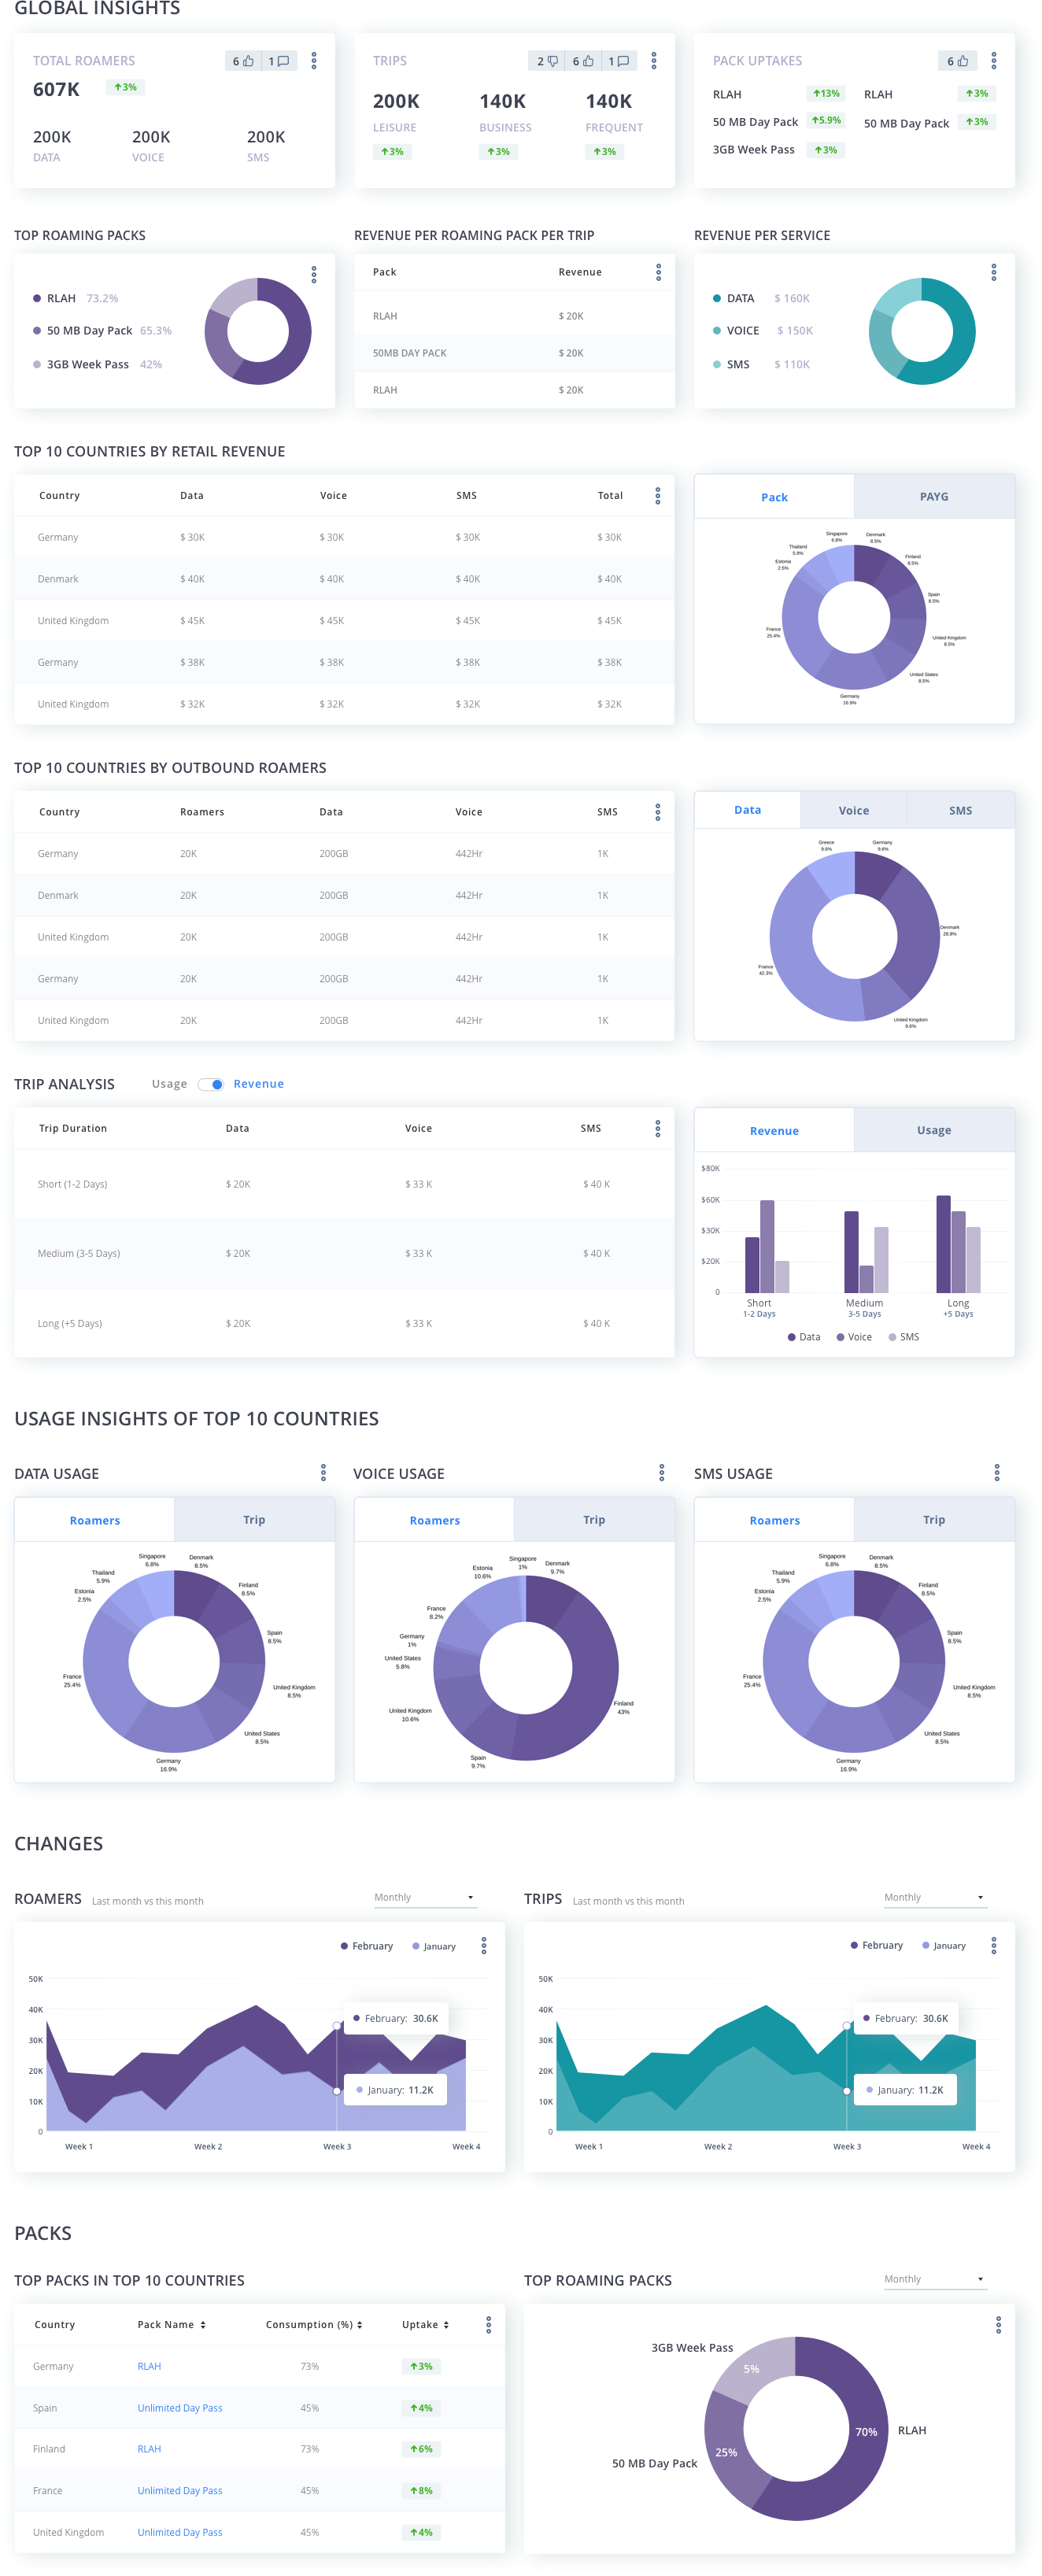 GLOBAL INSIGHTS
TOTAL ROAMERS
6
1
607K
3%
200K 200K 200K
DATA VOICE SMS
TRIPS
2
6
1
200K 140K 140K
LEISURE BUSINESS FREQUENT
3% 3% 3%
PACK UPTAKES
6
RLAH 13% RLAH 3%
50 MB Day Pack 5.9% 50 MB Day Pack 3%
3GB Week Pass 3%
TOP ROAMING PACKS
RLAH 73.2%
50 MB Day Pack 65.3%
3GB Week Pass 42%
REVENUE PER ROAMING PACK PER TRIP
Pack Revenue
RLAH $ 20K
50MB DAY PACK $ 20K
RLAH $ 20K
REVENUE PER SERVICE
DATA $ 160K
VOICE $ 150K
SMS $ 110K
TOP 10 COUNTRIES BY RETAIL REVENUE
Country Data Voice SMS Total
Germany $ 30K $ 30K $ 30K $ 30K
Denmark $ 40K $ 40K $ 40K $ 40K
United Kingdom $ 45K $ 45K $ 45K $ 45K
Germany $ 38K $ 38K $ 38K $ 38K
United Kingdom $ 32K $ 32K $ 32K $ 32K
Pack PAYG
Singapore
6.8%
Denmark
8.5%
Thailand
5.9%
Finland
8.5%
Estonia
2.5%
Spain
8.5%
France
25.4%
United Kingdom
8.5%
United States
8.5%
Germany
16.9%
TOP 10 COUNTRIES BY OUTBOUND ROAMERS
Country Roamers Data Voice SMS
Germany 20K 200GB 442Hr 1K
Denmark 20K 200GB 442Hr 1K
United Kingdom 20K 200GB 442Hr 1K
Germany 20K 200GB 442Hr 1K
United Kingdom 20K 200GB 442Hr 1K
Data Voice SMS
Greece
9.6%
Germany
9.6%
Denmark
28.8%
France
42.3%
United Kingdom
9.6%
TRIP ANALYSIS Usage Revenue
Trip Duration Data Voice SMS
Short (1-2 Days) $ 20K $ 33 K $ 40 K
Medium (3-5 Days) $ 20K $ 33 K $ 40 K
Long (+5 Days) $ 20K $ 33 K $ 40 K
Revenue Usage
$80K
$60K
$30K
$20K
0
Short Medium Long
1-2 Days 3-5 Days +5 Days
Data Voice SMS
USAGE INSIGHTS OF TOP 10 COUNTRIES
DATA USAGE
Roamers Trip
Singapore
6.8%
Denmark
8.5%
Thailand
5.9%
Finland
8.5%
Estonia
2.5%
Spain
8.5%
France
25.4%
United Kingdom
8.5%
United States
8.5%
Germany
16.9%
VOICE USAGE
Roamers Trip
Singapore
1%
Denmark
9.7%
Estonia
10.6%
France
8.2%
Germany
1%
United States
5.8%
United Kingdom
10.6%
Finland
43%
Spain
9.7%
SMS USAGE
Roamers Trip
Singapore
6.8%
Denmark
8.5%
Thailand
5.9%
Finland
8.5%
Estonia
2.5%
Spain
8.5%
France
25.4%
United Kingdom
8.5%
United States
8.5%
Germany
16.9%
CHANGES
ROAMERS Last month vs this month Monthly
February January
50K
40K
30K
20K
10K
0
February: 30.6K
January: 11.2K
Week 1 Week 2 Week 3 Week 4
TRIPS Last month vs this month Monthly
February January
50K
40K
30K
20K
10K
0
February: 30.6K
January: 11.2K
Week 1 Week 2 Week 3 Week 4
PACKS
TOP PACKS IN TOP 10 COUNTRIES
Country Pack Name Consumption (%) Uptake
Germany RLAH 73% 3%
Spain Unlimited Day Pass 45% 4%
Finland RLAH 73% 6%
France Unlimited Day Pass 45% 8%
United Kingdom Unlimited Day Pass 45% 4%
TOP ROAMING PACKS Monthly
3GB Week Pass
5%
70% RLAH
25%
50 MB Day Pack